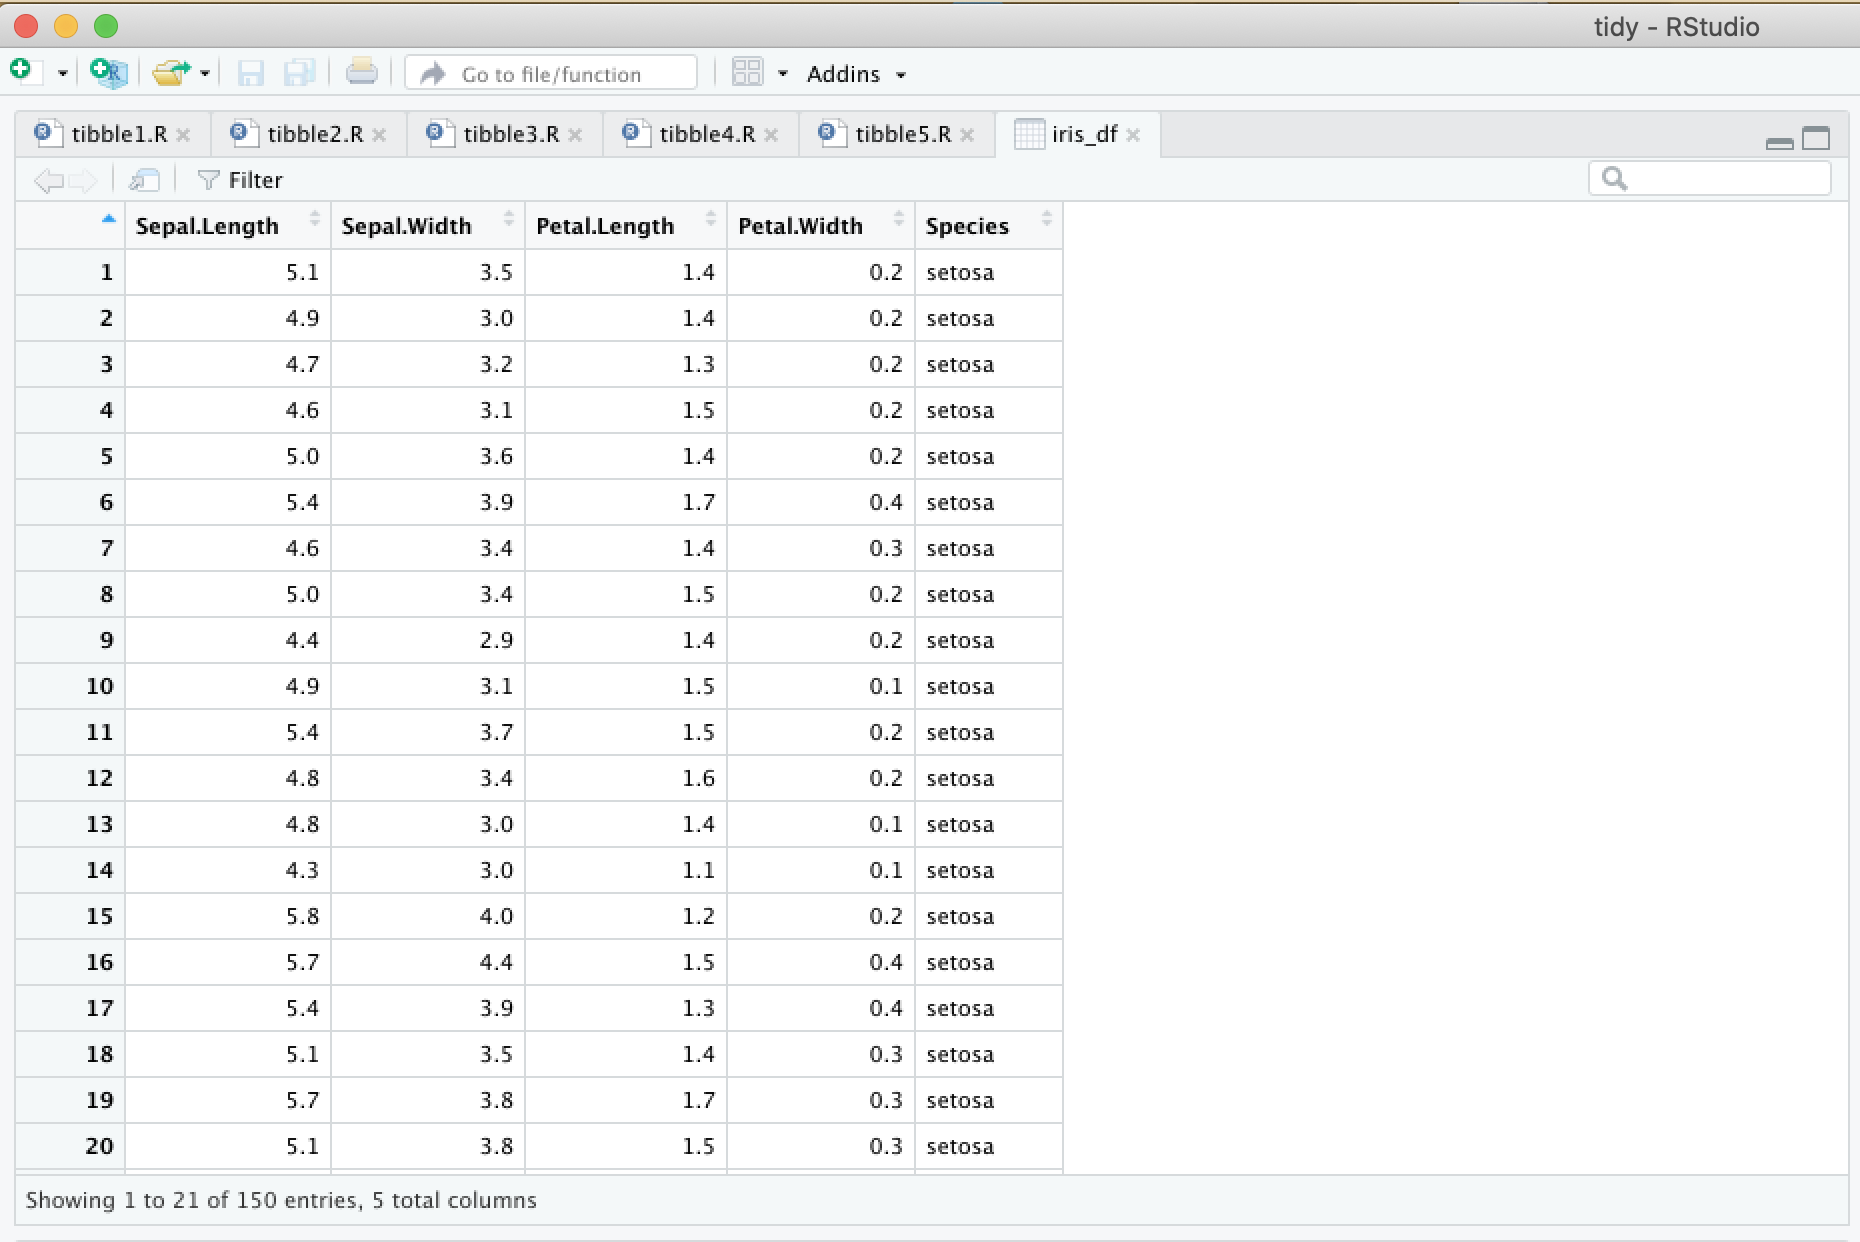 tidy - RStudio
Go to file/function Addins
tibble1.R tibble2.R tibble3.R tibble4.R tibble5.R iris_df
Filter
Sepal.Length Sepal.Width Petal.Length Petal.Width Species
1 5.1 3.5 1.4 0.2 setosa
2 4.9 3.0 1.4 0.2 setosa
3 4.7 3.2 1.3 0.2 setosa
4 4.6 3.1 1.5 0.2 setosa
5 5.0 3.6 1.4 0.2 setosa
6 5.4 3.9 1.7 0.4 setosa
7 4.6 3.4 1.4 0.3 setosa
8 5.0 3.4 1.5 0.2 setosa
9 4.4 2.9 1.4 0.2 setosa
10 4.9 3.1 1.5 0.1 setosa
11 5.4 3.7 1.5 0.2 setosa
12 4.8 3.4 1.6 0.2 setosa
13 4.8 3.0 1.4 0.1 setosa
14 4.3 3.0 1.1 0.1 setosa
15 5.8 4.0 1.2 0.2 setosa
16 5.7 4.4 1.5 0.4 setosa
17 5.4 3.9 1.3 0.4 setosa
18 5.1 3.5 1.4 0.3 setosa
19 5.7 3.8 1.7 0.3 setosa
20 5.1 3.8 1.5 0.3 setosa
Showing 1 to 21 of 150 entries, 5 total columns